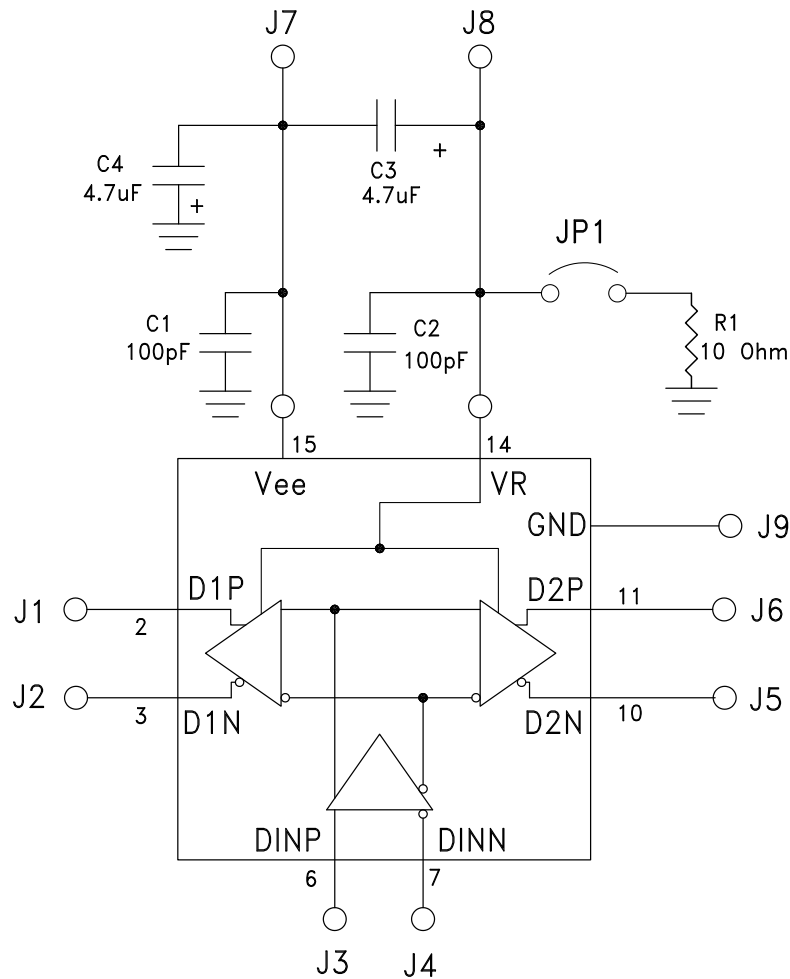 J7
J8
C4
4.7uF
+
C3
4.7uF
+
JP1
C1
100pF
C2
100pF
R1
10 Ohm
15
14
Vee
VR
GND
J9
D1P
D2P
J1
2
11
J6
J2
3
10
J5
D1N
D2N
DINP
DINN
6
7
J3
J4